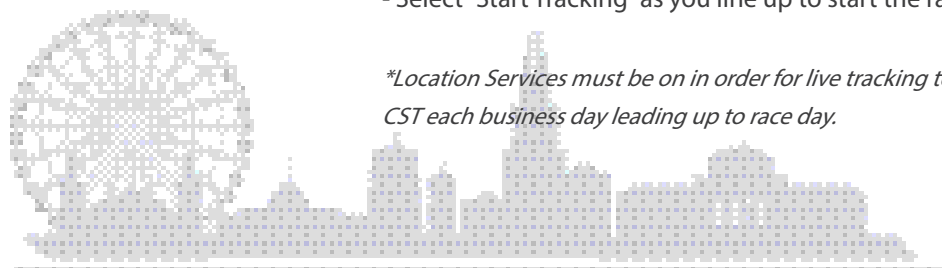 - Select "Start Tracking" as you line up to start the
*Location Services must be on in order for live tracking
CST each business day leading up to race day.